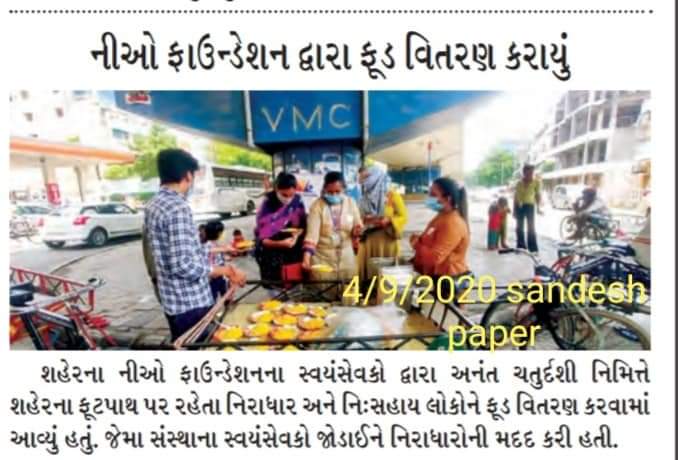 નીઓ ફાઉન્ડેશન દ્વારા ફૂડ વિતરણ કરાયું
VMC
4/9/2020 sandesh
paper
શહેરના નીઓ ફાઉન્ડેશનના સ્વયંસેવકો દ્વારા અનંત ચતુર્દશી નિમિત્તે
શહેરના ફૂટપાથ પર રહેતા નિરાધાર અને નિઃસહાય લોકોને ફૂડ વિતરણ કરવામાં
આવ્યું હતું. જેમા સંસ્થાના સ્વયંસેવકો જોડાઈને નિરાધારોની મદદ કરી હતી.